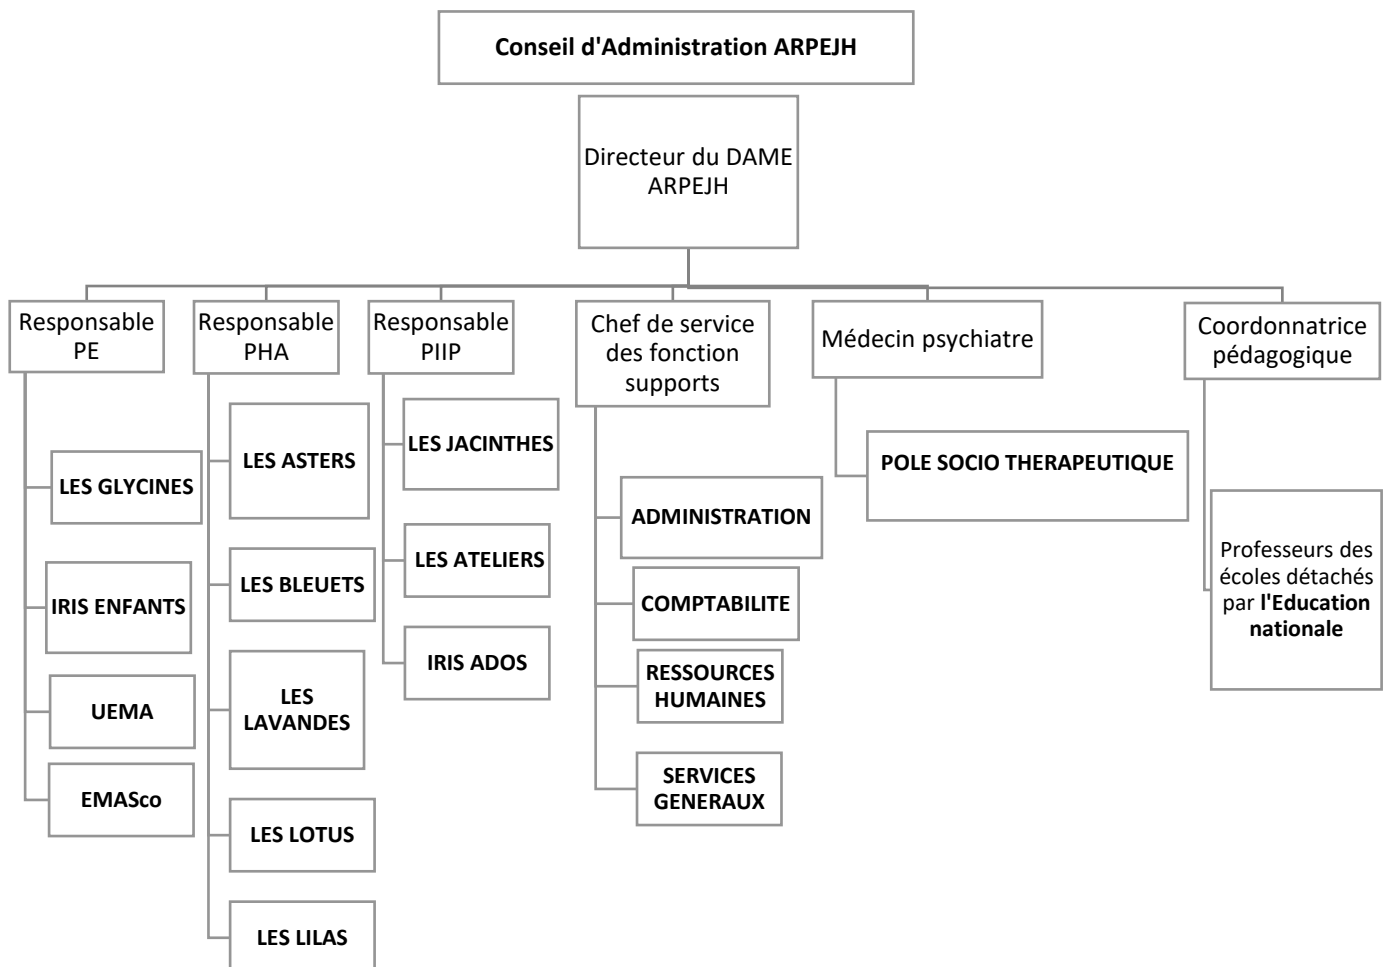 Conseil d'Administration ARPEJH
Directeur du DAME
ARPEJH
Responsable
PE
Responsable
PHA
Responsable
PIIP
Chef de service
des fonction
supports
Médecin psychiatre
Coordonnatrice
pédagogique
LES GLYCINES
IRIS ENFANTS
UEMA
EMASco
LES ASTERS
LES BLEUETS
LES
LAVANDES
LES LOTUS
LES LILAS
LES JACINTHES
LES ATELIERS
IRIS ADOS
ADMINISTRATION
COMPTABILITE
RESSOURCES
HUMAINES
SERVICES
GENERAUX
POLE SOCIO THERAPEUTIQUE
Professeurs des
écoles détachés
par l'Education
nationale